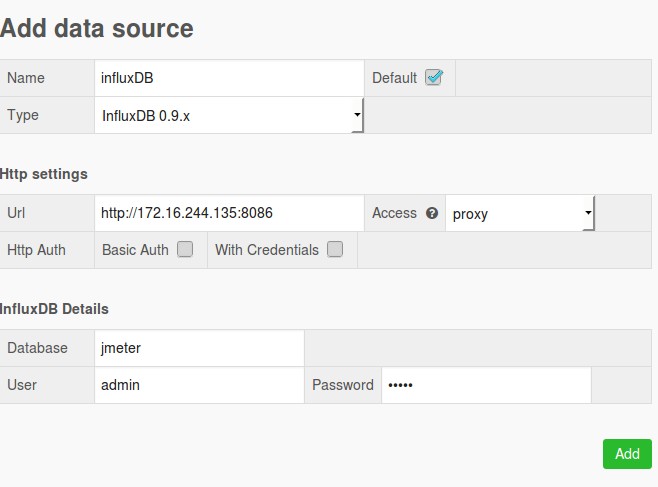 Add data source
Name influxDB Default
Type InfluxDB 0.9.x
Http settings
Url http://172.16.244.135:8086 Access ? proxy
Http Auth Basic Auth With Credentials
InfluxDB Details
Database jmeter
User admin Password •••••
Add